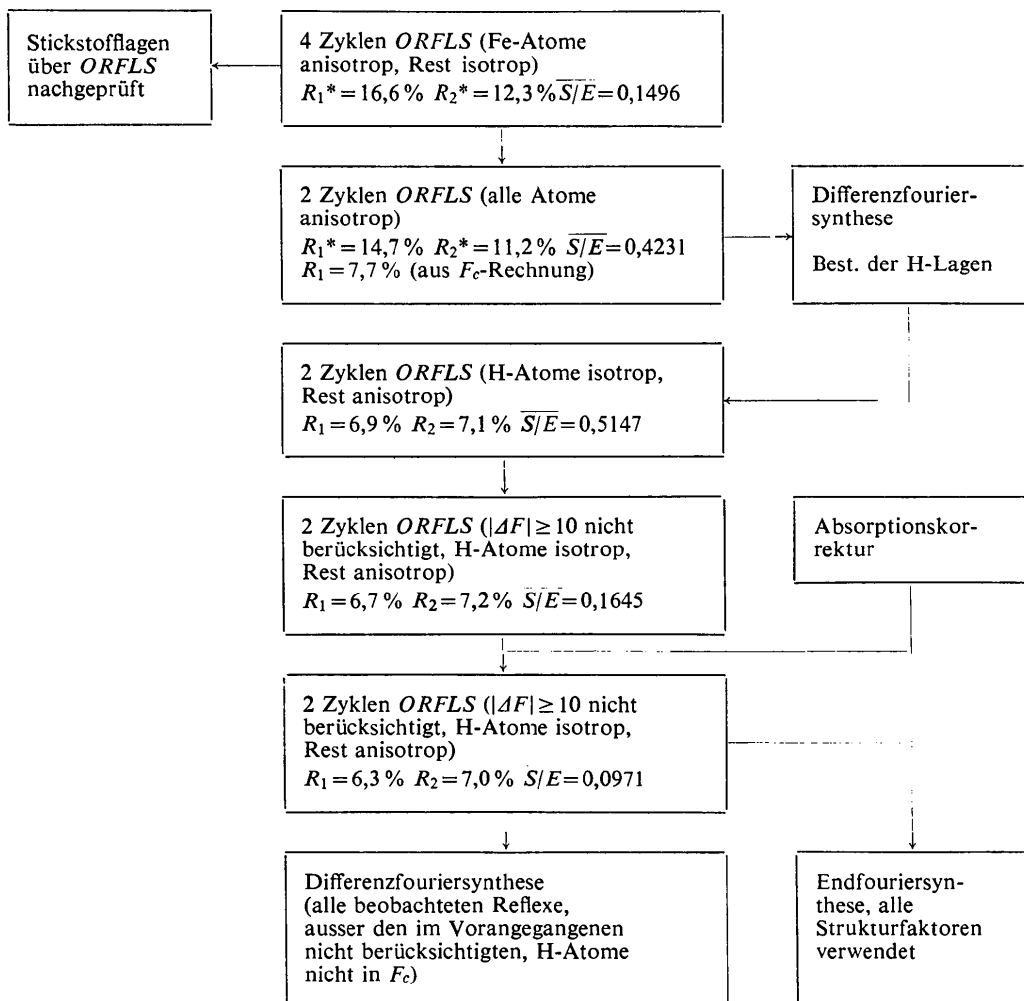 Stickstofflagen
über ORFLS
nachgeprüft
4 Zyklen ORFLS (Fe-Atome
anisotrop, Rest isotrop)
R₁* = 16,6 % R₂* = 12,3 % S/E = 0,1496
2 Zyklen ORFLS (alle Atome
anisotrop)
R₁* = 14,7 % R₂* = 11,2 % S/E = 0,4231
R₁ = 7,7 % (aus Fc-Rechnung)
Differenzfourier-
synthese
Best. der H-Lagen
2 Zyklen ORFLS (H-Atome isotrop,
Rest anisotrop)
R₁ = 6,9 % R₂ = 7,1 % S/E = 0,5147
2 Zyklen ORFLS (|ΔF| ≥ 10 nicht
berücksichtigt, H-Atome isotrop,
Rest anisotrop)
R₁ = 6,7 % R₂ = 7,2 % S/E = 0,1645
Absorptionskor-
rektur
2 Zyklen ORFLS (|ΔF| ≥ 10 nicht
berücksichtigt, H-Atome isotrop,
Rest anisotrop)
R₁ = 6,3 % R₂ = 7,0 % S/E = 0,0971
Differenzfouriersynthese
(alle beobachteten Reflexe,
ausser den im Vorangegangenen
nicht berücksichtigten, H-Atome
nicht in Fc)
Endfouriersyn-
these, alle
Strukturfaktoren
verwendet